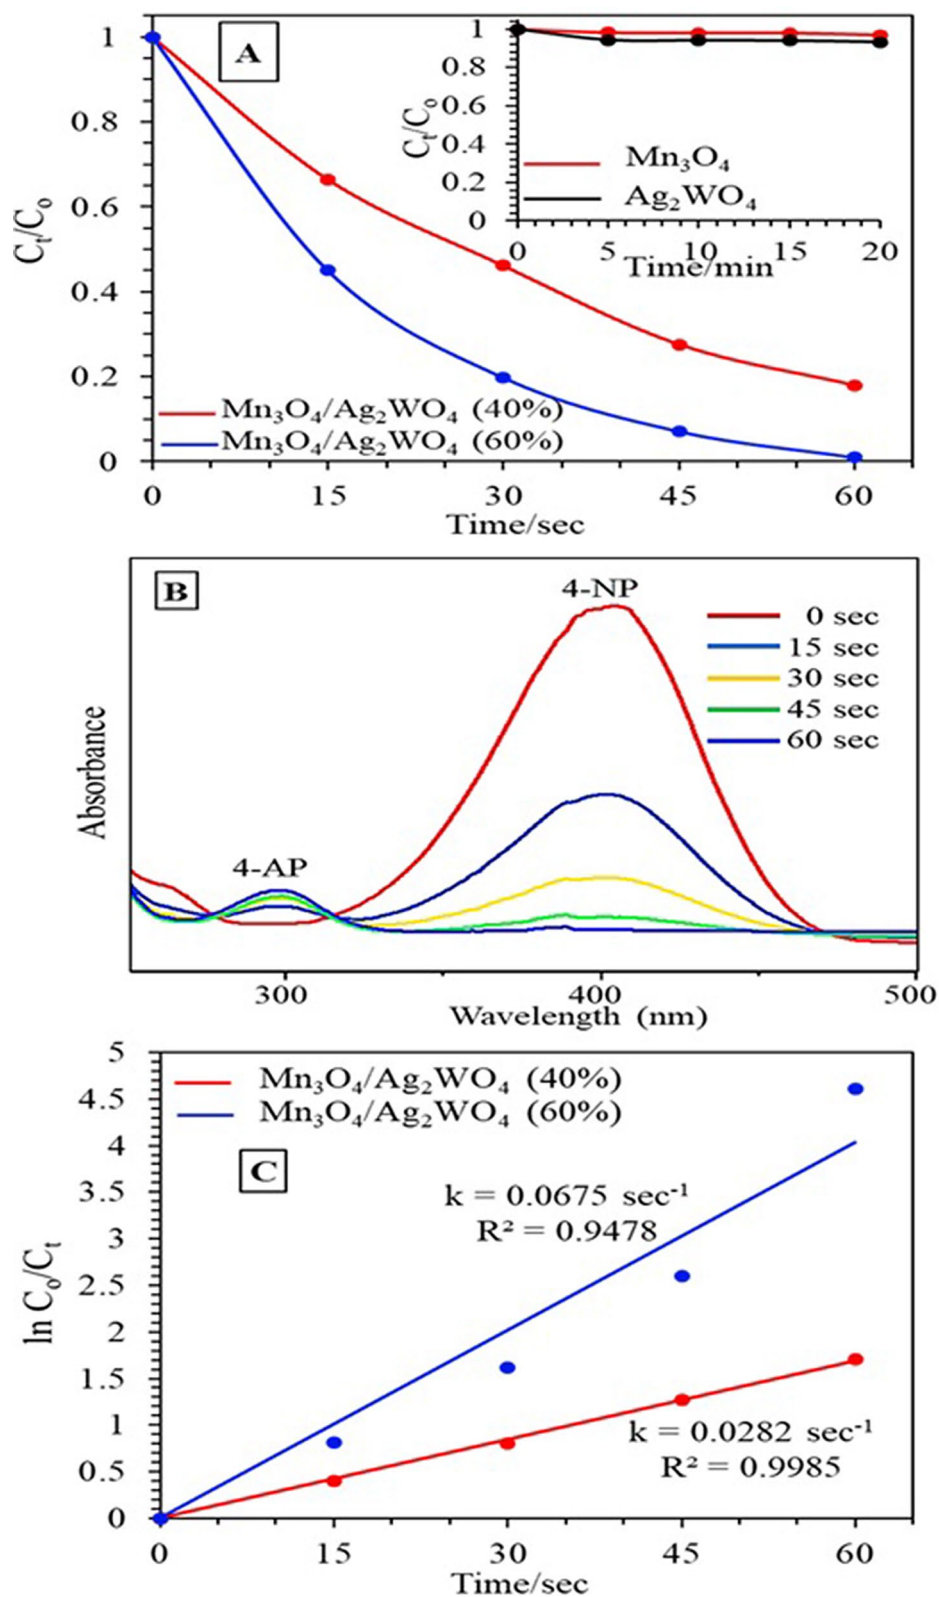 A
1
0.8
0.6
0.4
0.2
0
Cₜ/C₀
0 15 30 45 60
Time/sec
Mn₃O₄/Ag₂WO₄ (40%)
Mn₃O₄/Ag₂WO₄ (60%)
1
0.8
0.6
0.4
0.2
0
Cₜ/C₀
Mn₃O₄
Ag₂WO₄
0 5 10 15 20
Time/min
B
4-NP
4-AP
0 sec
15 sec
30 sec
45 sec
60 sec
Absorbance
300 400 500
Wavelength (nm)
5
4.5
4
3.5
3
2.5
2
1.5
1
0.5
0
ln C₀/Cₜ
Mn₃O₄/Ag₂WO₄ (40%)
Mn₃O₄/Ag₂WO₄ (60%)
C
k = 0.0675 sec⁻¹
R² = 0.9478
k = 0.0282 sec⁻¹
R² = 0.9985
0 15 30 45 60
Time/sec